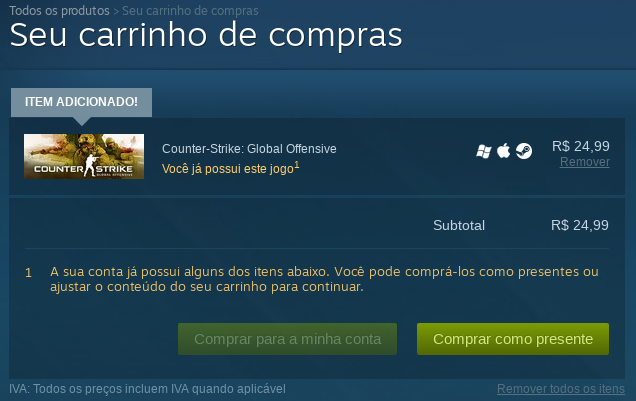 Todos os produtos > Seu carrinho de compras
Seu carrinho de compras
ITEM ADICIONADO!
COUNTER STRIKE
GLOBAL OFFENSIVE
Counter-Strike: Global Offensive
Você já possui este jogo1
R$ 24,99
Remover
Subtotal R$ 24,99
1 A sua conta já possui alguns dos itens abaixo. Você pode comprá-los como presentes ou
ajustar o conteúdo do seu carrinho para continuar.
Comprar para a minha conta
Comprar como presente
IVA: Todos os preços incluem IVA quando aplicável
Remover todos os itens